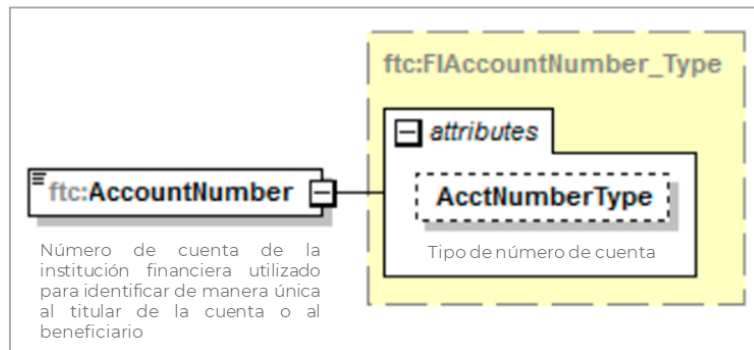 ftc:FIAccountNumber_Type
attributes
ftc:AccountNumber
AcctNumberType
Número de cuenta de la
institución financiera utilizado
para identificar de manera única
al titular de la cuenta o al
beneficiario
Tipo de número de cuenta